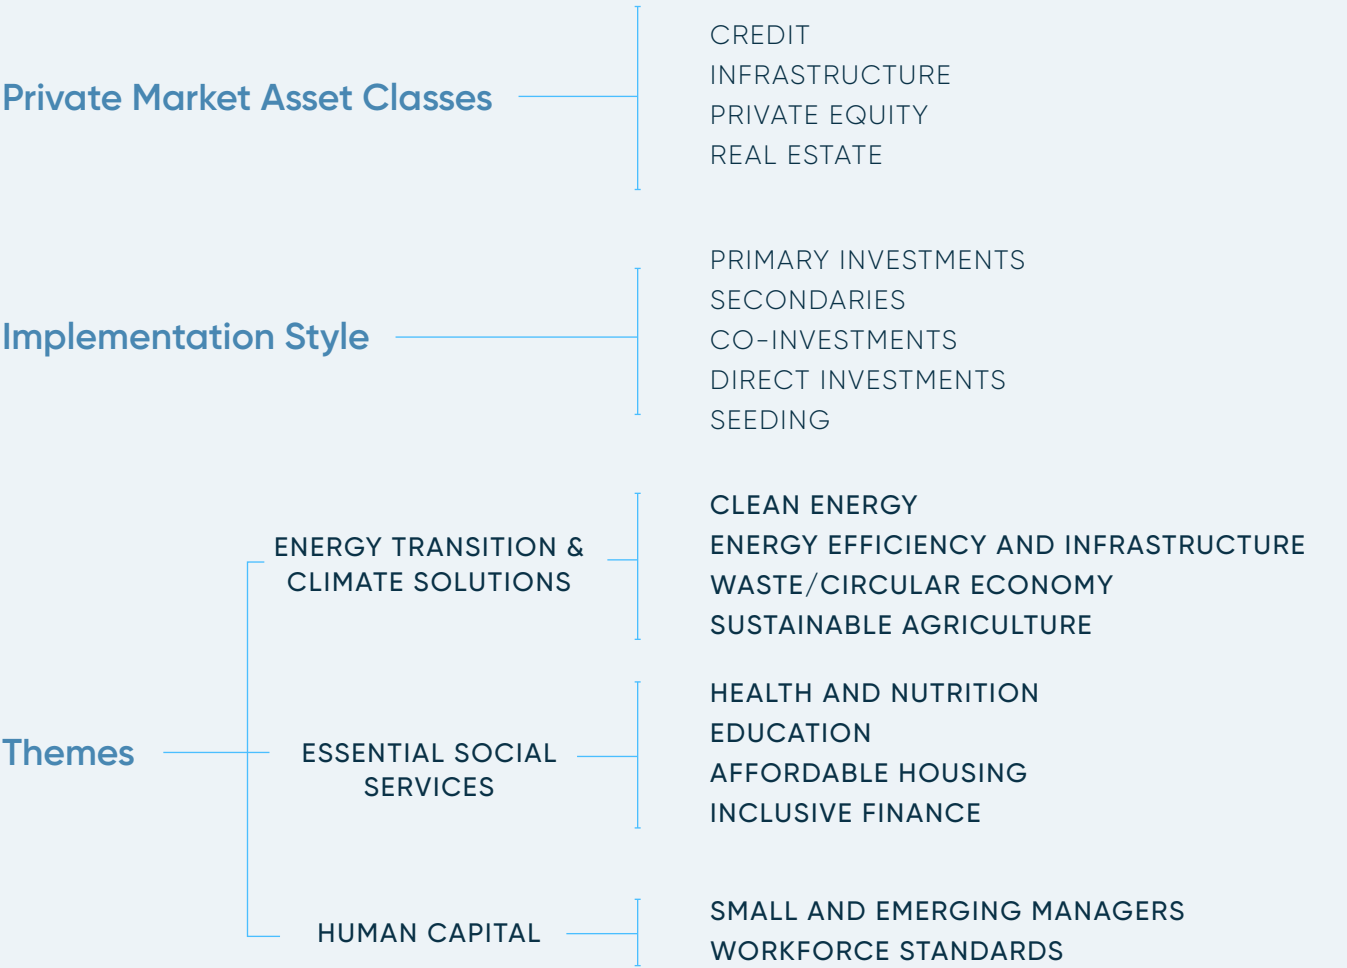 Private Market Asset Classes
CREDIT
INFRASTRUCTURE
PRIVATE EQUITY
REAL ESTATE
Implementation Style
PRIMARY INVESTMENTS
SECONDARIES
CO-INVESTMENTS
DIRECT INVESTMENTS
SEEDING
Themes
ENERGY TRANSITION &
CLIMATE SOLUTIONS
CLEAN ENERGY
ENERGY EFFICIENCY AND INFRASTRUCTURE
WASTE/CIRCULAR ECONOMY
SUSTAINABLE AGRICULTURE
ESSENTIAL SOCIAL
SERVICES
HEALTH AND NUTRITION
EDUCATION
AFFORDABLE HOUSING
INCLUSIVE FINANCE
HUMAN CAPITAL
SMALL AND EMERGING MANAGERS
WORKFORCE STANDARDS